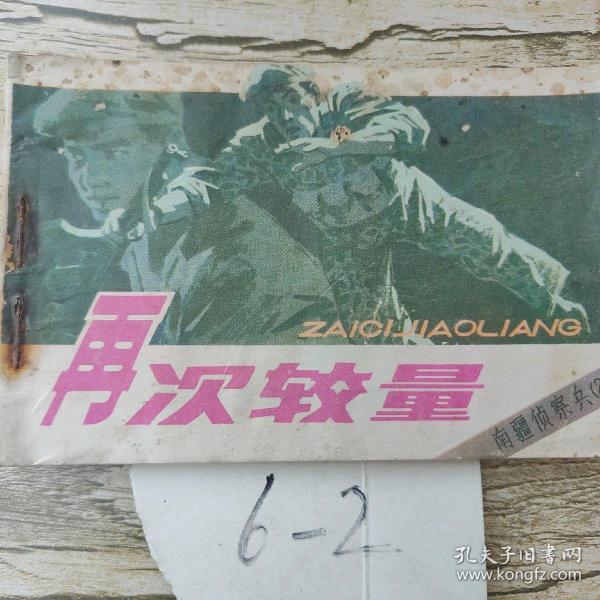 ZAICIJIAOLIANG
再次较量
南疆侦察兵(2
6-2
孔夫子旧书网
www.kongfz.com